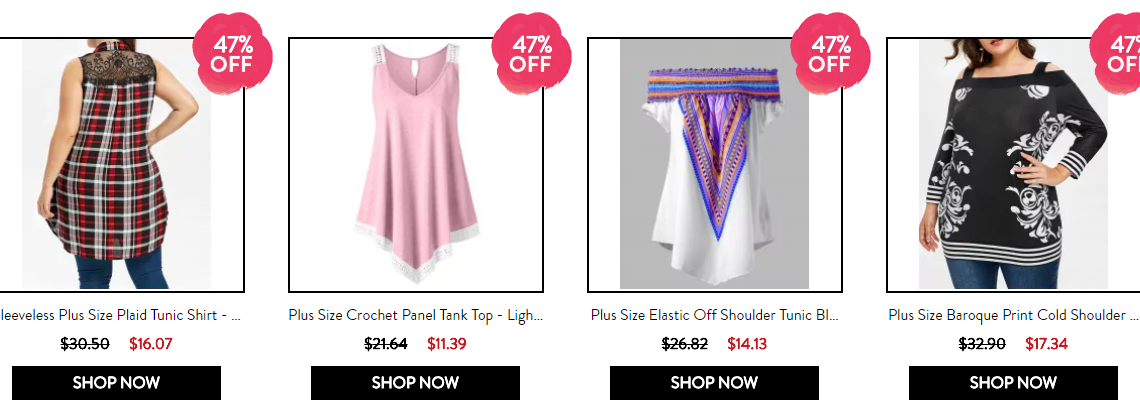 47%
OFF
47%
OFF
47%
OFF
47
OFF
leeveless Plus Size Plaid Tunic Shirt - ...
Plus Size Crochet Panel Tank Top - Ligh...
Plus Size Elastic Off Shoulder Tunic Bl...
Plus Size Baroque Print Cold Shoulder ...
$30.50 $16.07
$21.64 $11.39
$26.82 $14.13
$32.90 $17.34
SHOP NOW
SHOP NOW
SHOP NOW
SHOP NOW